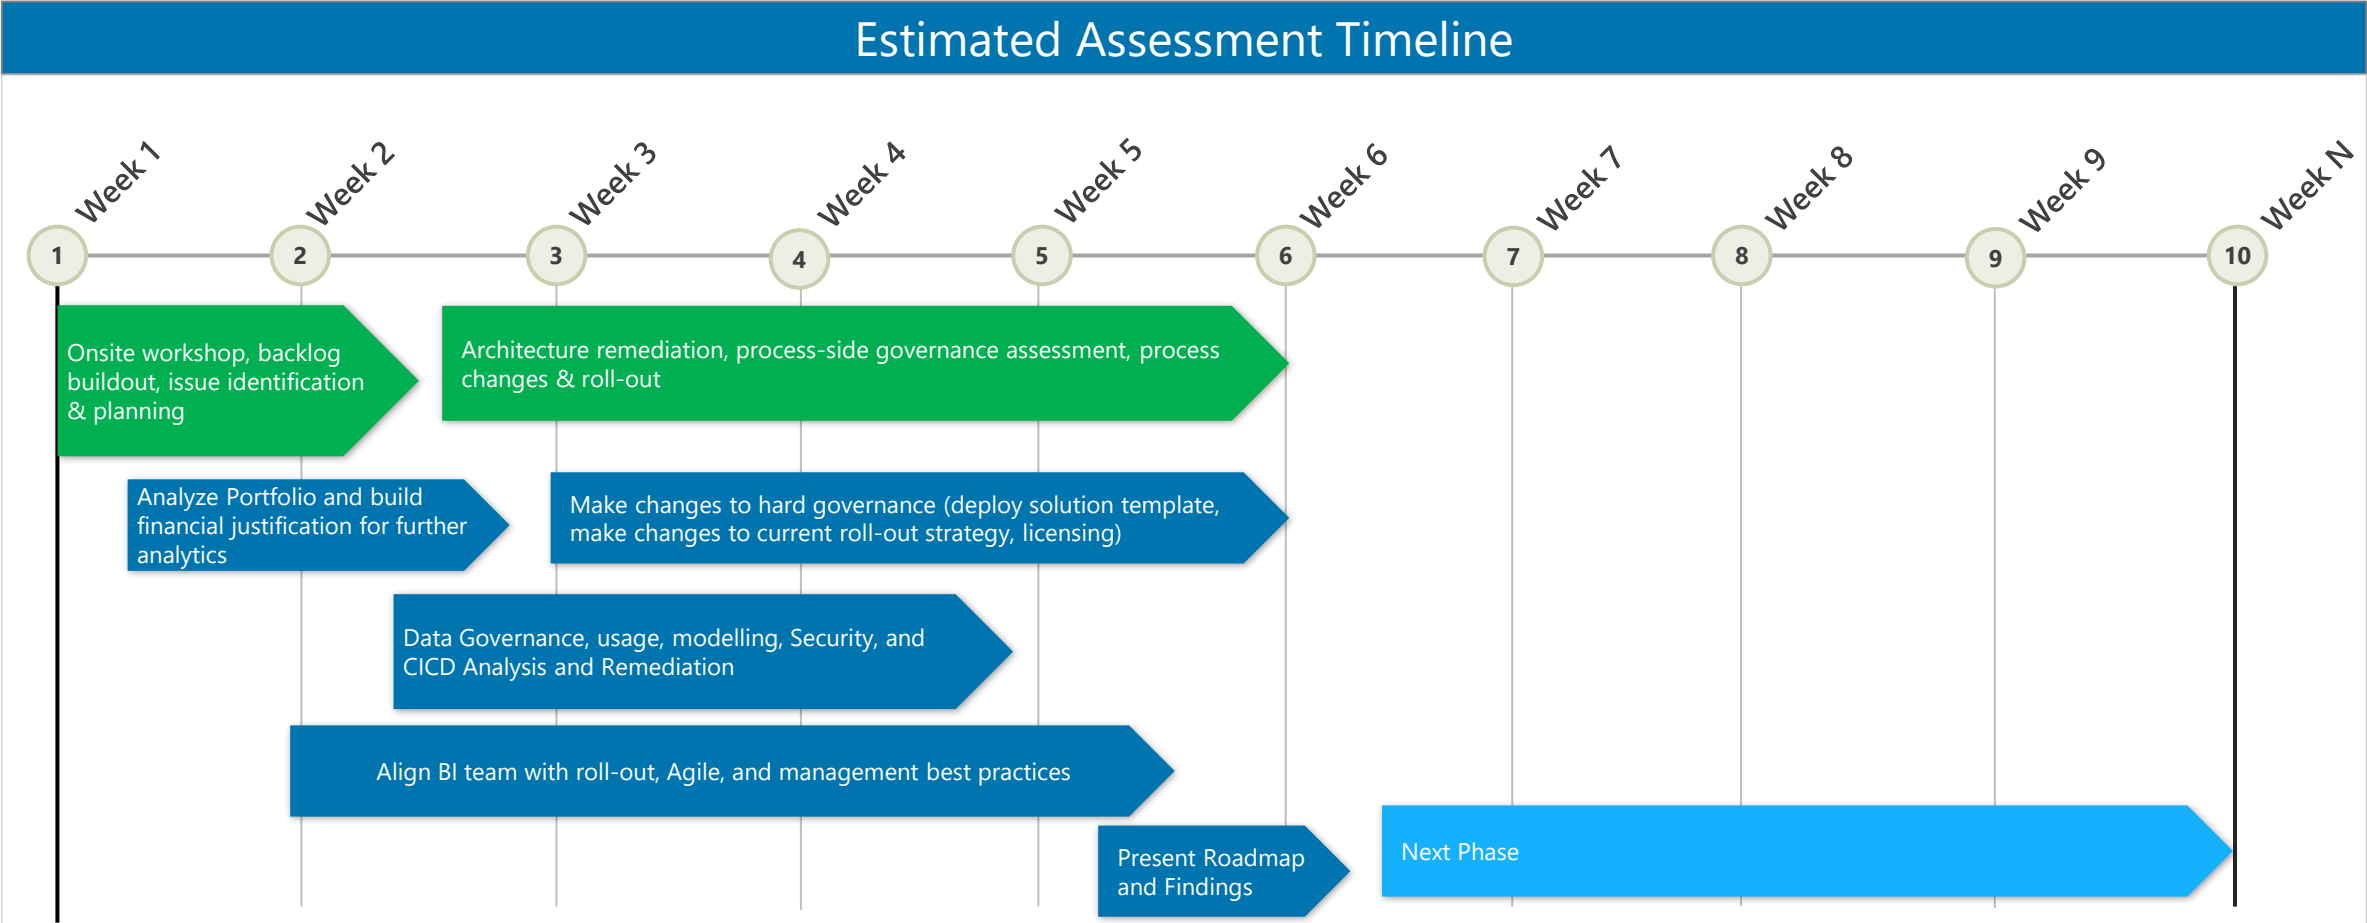 Estimated Assessment Timeline
Week 1
Week 2
Week 3
Week 4
Week 5
Week 6
Week 7
Week 8
Week 9
Week N
1
2
3
4
5
6
7
8
9
10
Onsite workshop, backlog
buildout, issue identification
& planning
Architecture remediation, process-side governance assessment, process
changes & roll-out
Analyze Portfolio and build
financial justification for further
analytics
Make changes to hard governance (deploy solution template,
make changes to current roll-out strategy, licensing)
Data Governance, usage, modelling, Security, and
CICD Analysis and Remediation
Align BI team with roll-out, Agile, and management best practices
Present Roadmap
and Findings
Next Phase